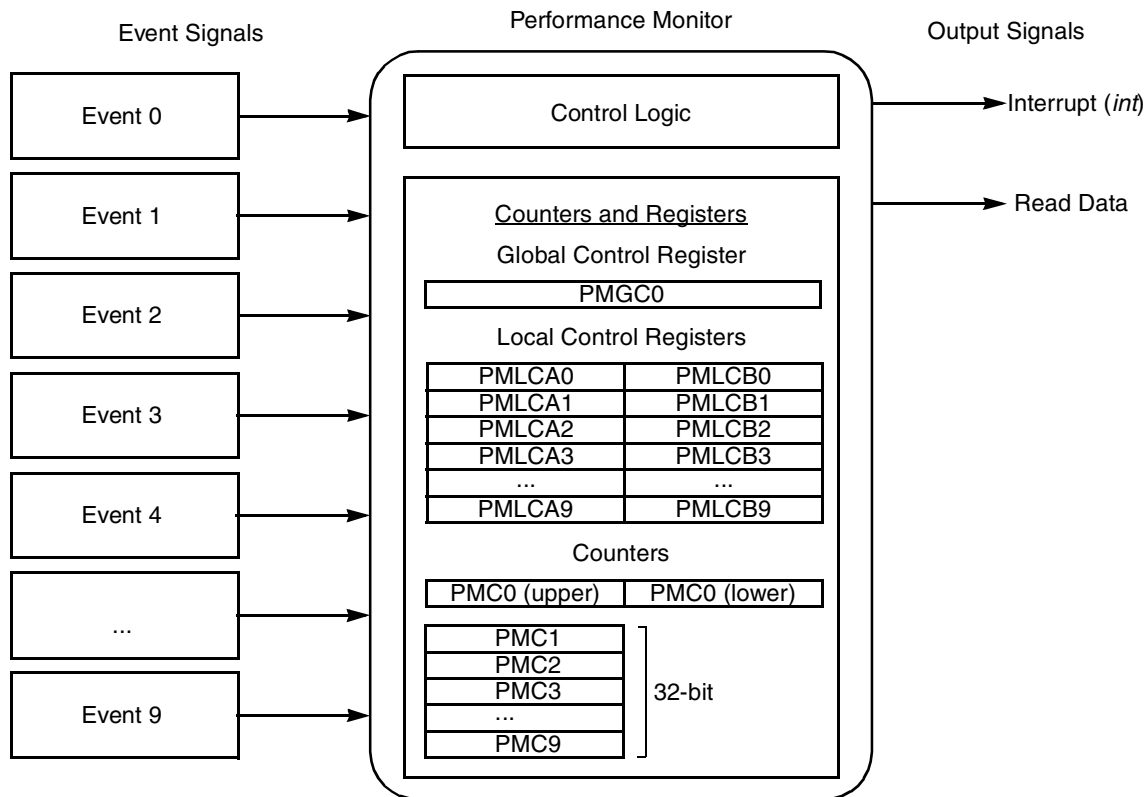 Event Signals
Performance Monitor
Output Signals
Event 0
Event 1
Event 2
Event 3
Event 4
...
Event 9
Control Logic
Counters and Registers
Global Control Register
PMGC0
Local Control Registers
PMLCA0 PMLCB0
PMLCA1 PMLCB1
PMLCA2 PMLCB2
PMLCA3 PMLCB3
... ...
PMLCA9 PMLCB9
Counters
PMC0 (upper) PMC0 (lower)
PMC1
PMC2
PMC3
...
PMC9
32-bit
Interrupt (int)
Read Data